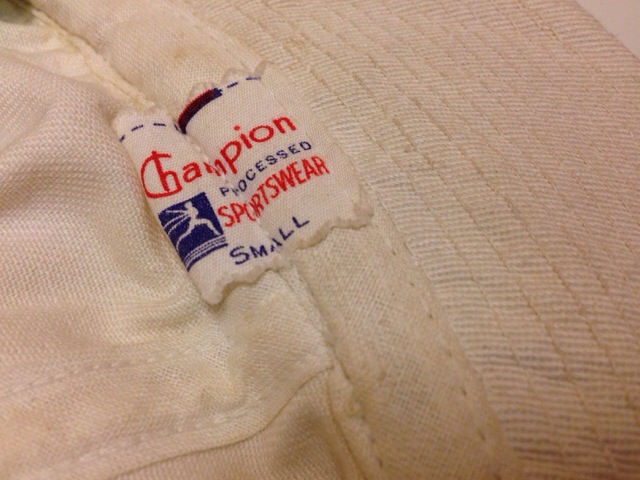 Champion
PROCESSED
SPORTSWEAR
SMALL